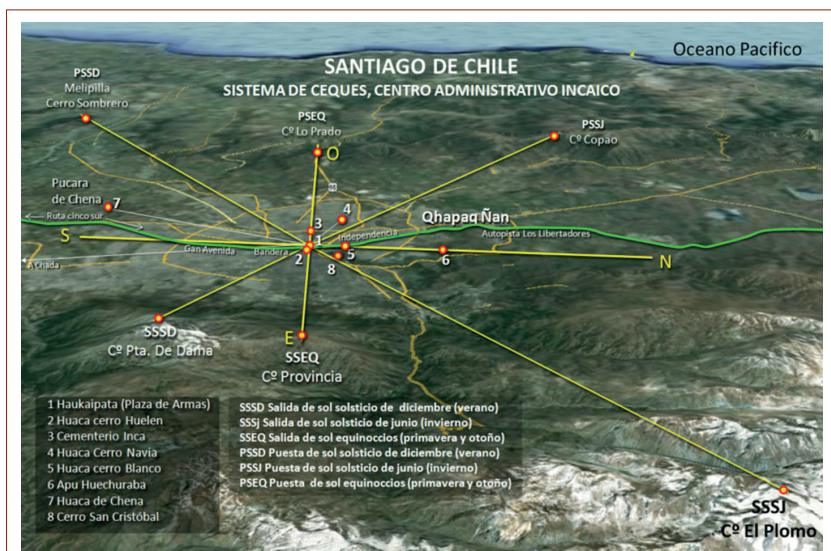 Oceano Pacifico
SANTIAGO DE CHILE
SISTEMA DE CEQUES, CENTRO ADMINISTRATIVO INCAICO
PSSD
Melipilla
Cerro Sombrero
PSEQ
Cº Lo Prado
O
PSSJ
Cº Copao
Pucara
de Chena
7
Ruta cinco sur
S
4
3
1
2
5
8
6
Independencia
Qhapaq Ñan
Autopista Los Libertadores
Gan Avenida
Bandera
N
SSSD
Cº Pta. De Dama
E
SSEQ
Cº Provincia
1 Haukaipata (Plaza de Armas)
2 Huaca cerro Huelen
3 Cementerio Inca
4 Huaca Cerro Navia
5 Huaca cerro Blanco
6 Apu Huechuraba
7 Huaca de Chena
8 Cerro San Cristóbal
SSSD Salida de sol solsticio de diciembre (verano)
SSSj Salida de sol solsticio de junio (invierno)
SSEQ Salida de sol equinoccios (primavera y otoño)
PSSD Puesta de sol solsticio de diciembre (verano)
PSSJ Puesta de sol solsticio de junio (invierno)
PSEQ Puesta de sol equinoccios (primavera y otoño)
SSSJ
Cº El Plomo